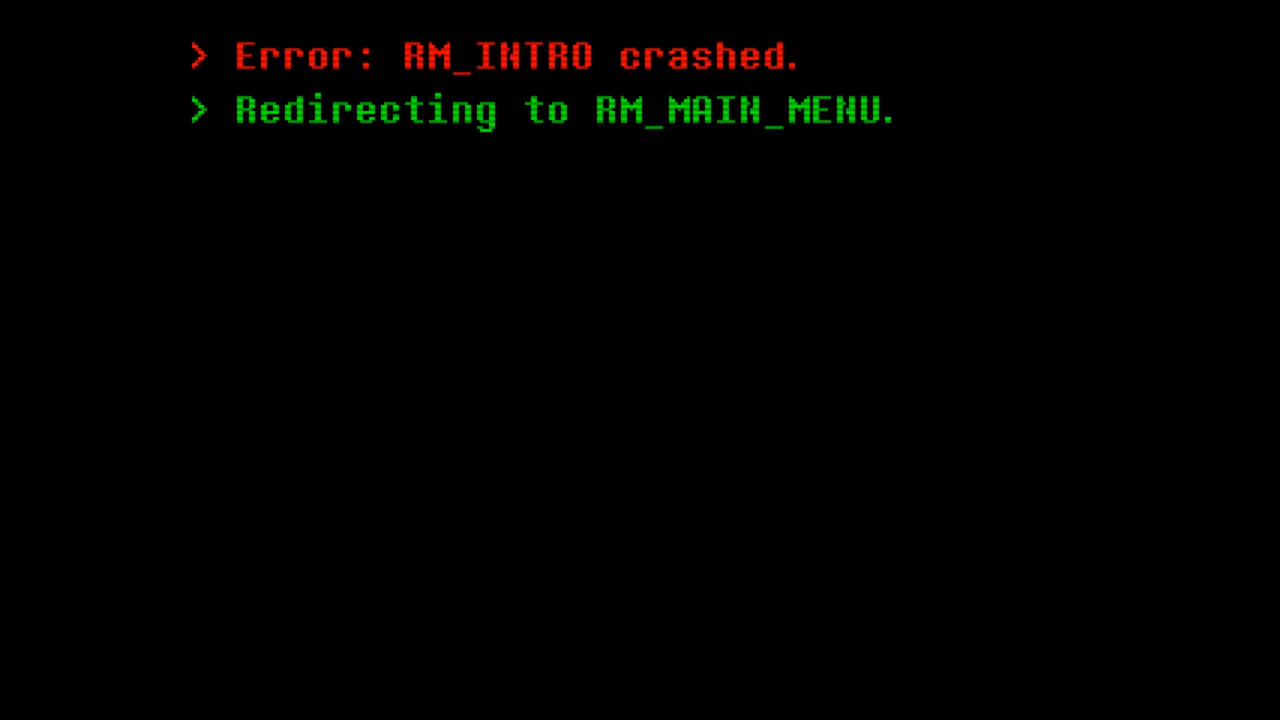 > Error: RM_INTRO crashed.
> Redirecting to RM_MAIN_MENU.